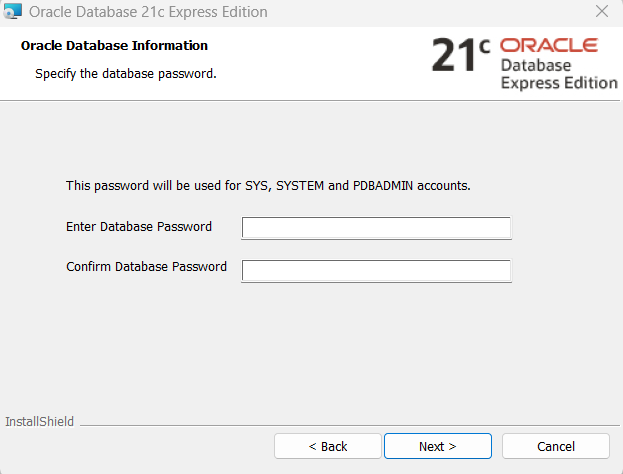 Oracle Database 21c Express Edition
Oracle Database Information
Specify the database password.
21c ORACLE
Database
Express Edition
This password will be used for SYS, SYSTEM and PDBADMIN accounts.
Enter Database Password
Confirm Database Password
InstallShield
< Back Next > Cancel